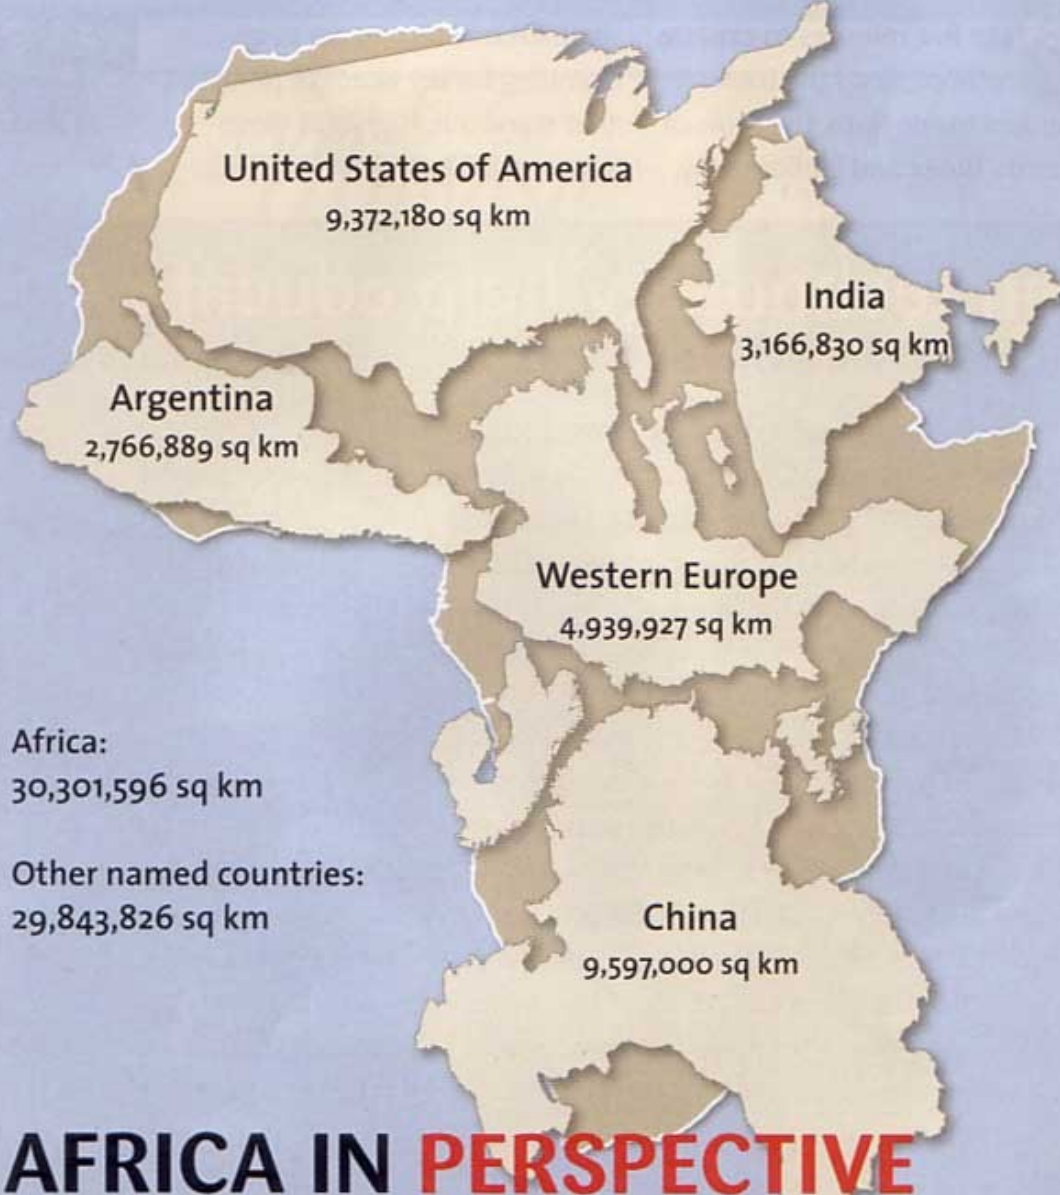 United States of America
9,372,180 sq km
India
3,166,830 sq km
Argentina
2,766,889 sq km
Western Europe
4,939,927 sq km
Africa:
30,301,596 sq km
Other named countries:
29,843,826 sq km
China
9,597,000 sq km
AFRICA IN PERSPECTIVE